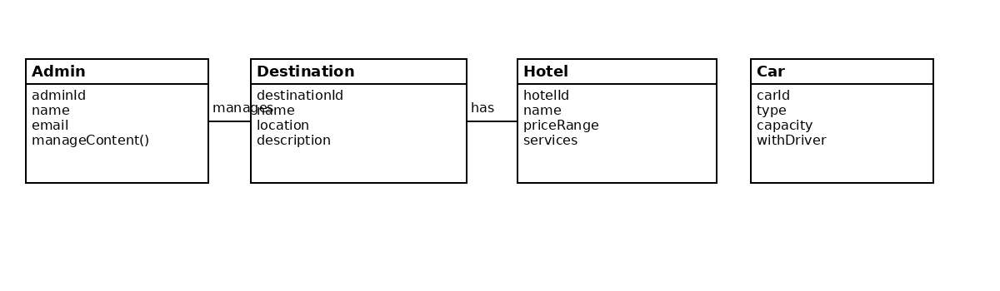 Admin
adminId
name
email
manageContent()
manages
Destination
destinationId
name
location
description
has
Hotel
hotelId
name
priceRange
services
Car
carId
type
capacity
withDriver